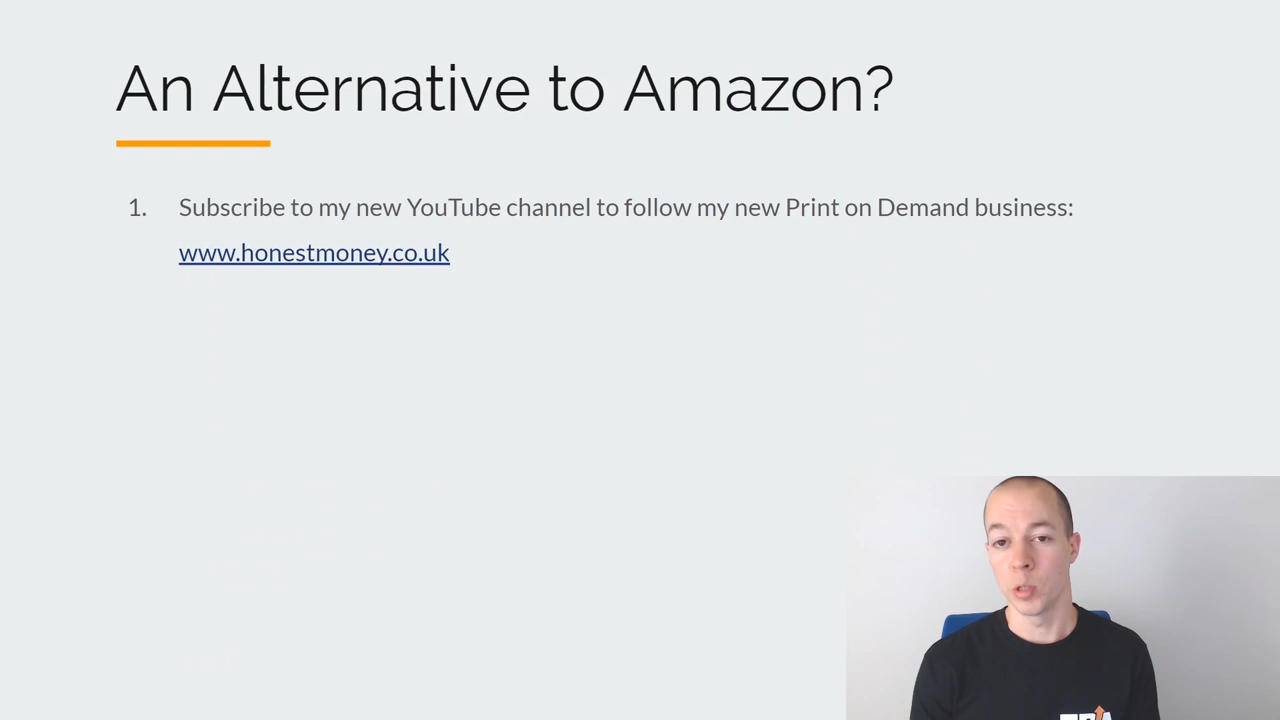 An Alternative to Amazon?
1. Subscribe to my new YouTube channel to follow my new Print on Demand business:
www.honestmoney.co.uk